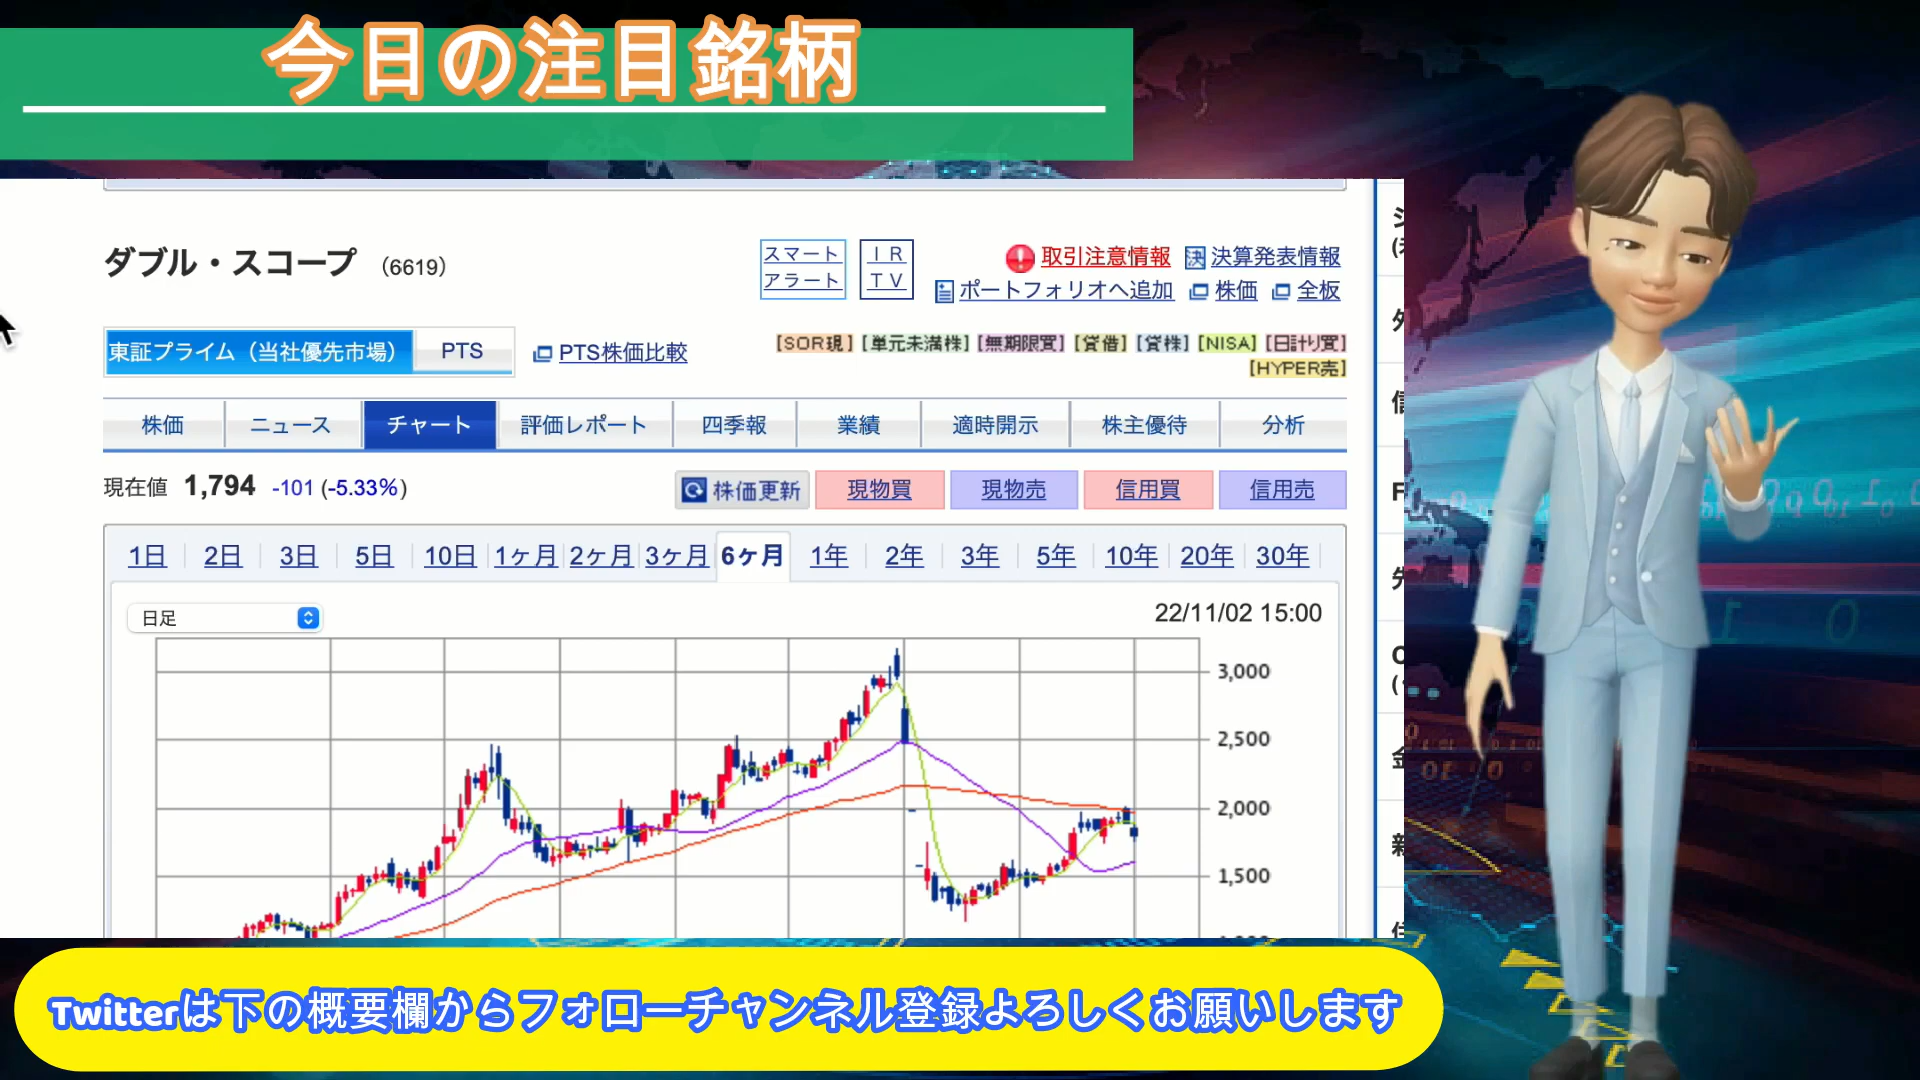 今日の注目銘柄
ダブル・スコープ (6619)
スマート
アラート
IR
TV
取引注意情報
決算発表情報
ポートフォリオへ追加
株価
全板
東証プライム(当社優先市場)
PTS
PTS株価比較
[SOR現] [単元未満株] [無期限買] [貸借] [貸株] [NISA] [日計り買]
[HYPER売]
株価
ニュース
チャート
評価レポート
四季報
業績
適時開示
株主優待
分析
現在値 1,794 -101 (-5.33%)
株価更新
現物買
現物売
信用買
信用売
1日
2日
3日
5日
10日
1ヶ月
2ヶ月
3ヶ月
6ヶ月
1年
2年
3年
5年
10年
20年
30年
日足
22/11/02 15:00
3,000
2,500
2,000
1,500
Twitterは下の概要欄からフォローチャンネル登録よろしくお願いします